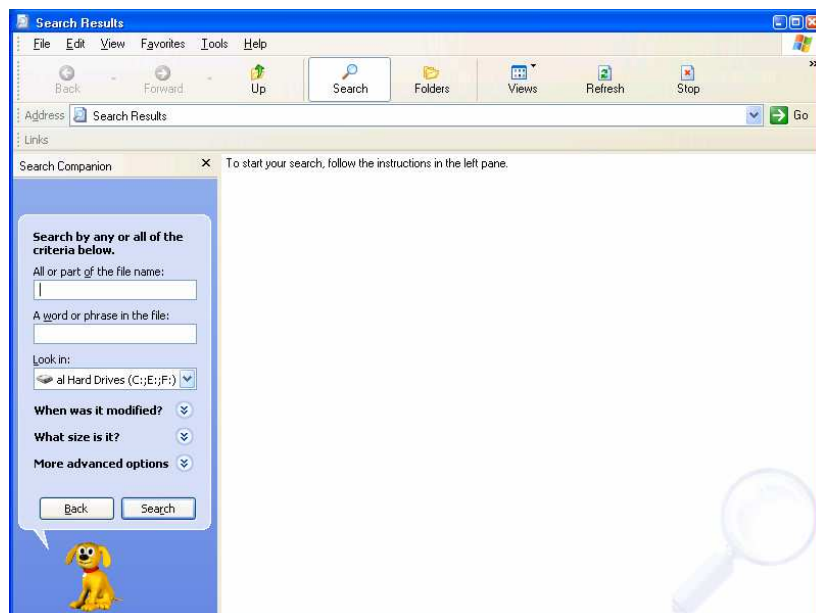 Search Results
File Edit View Favorites Tools Help
Back Forward Up Search Folders Views Refresh Stop »
Address Search Results Go
Links
Search Companion
To start your search, follow the instructions in the left pane.
Search by any or all of the
criteria below.
All or part of the file name:
A word or phrase in the file:
Look in:
al Hard Drives (C:;E:;F:)
When was it modified?
What size is it?
More advanced options
Back Search